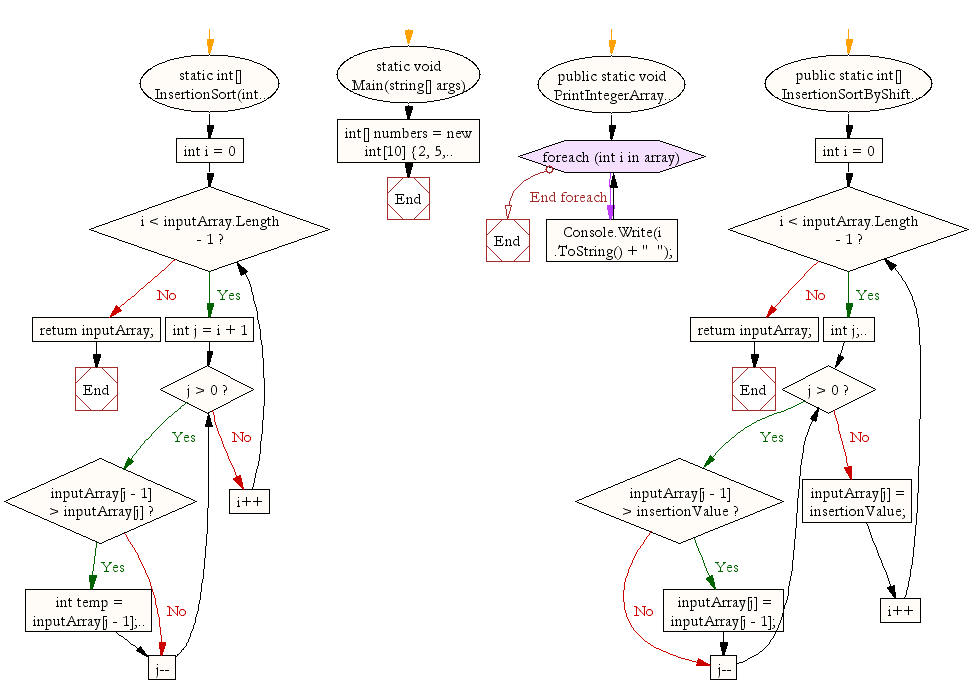 static int[]
InsertionSort(int..
int i = 0
i < inputArray.Length
- 1 ?
No
Yes
return inputArray;
int j = i + 1
End
j > 0 ?
Yes
No
inputArray[j - 1]
> inputArray[j] ?
i++
Yes
int temp =
inputArray[j - 1];..
No
j--
static void
Main(string[] args)
int[] numbers = new
int[10] {2, 5,..
End
public static void
PrintIntegerArray..
foreach (int i in array)
End foreach
End
Console.Write(i
.ToString() + "  ");
public static int[]
InsertionSortByShift..
int i = 0
i < inputArray.Length
- 1 ?
No
Yes
return inputArray;
int j;..
End
j > 0 ?
Yes
No
inputArray[j - 1]
> insertionValue ?
inputArray[j] =
insertionValue;
Yes
No
inputArray[j] =
inputArray[j - 1];
i++
j--